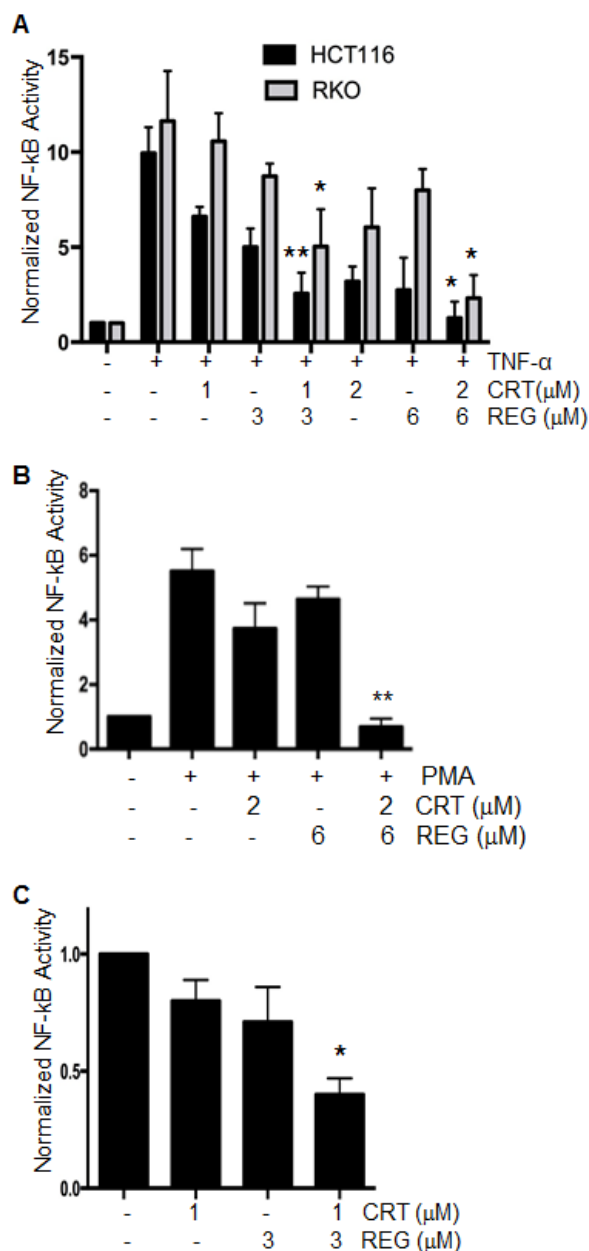 A
HCT116
RKO
Normalized NF-kB Activity
15
10
5
0
** * * *
- + + + + + + + TNF-α
- - 1 - 1 2 - 2 CRT(μM)
- - - 3 3 - 6 6 REG (μM)
B
Normalized NF-kB Activity
8
6
4
2
0
**
- + + + + PMA
- - 2 - 2 CRT (μM)
- - - 6 6 REG (μM)
C
Normalized NF-kB Activity
1.0
0.5
0.0
*
- 1 - 1 CRT (μM)
- - 3 3 REG (μM)